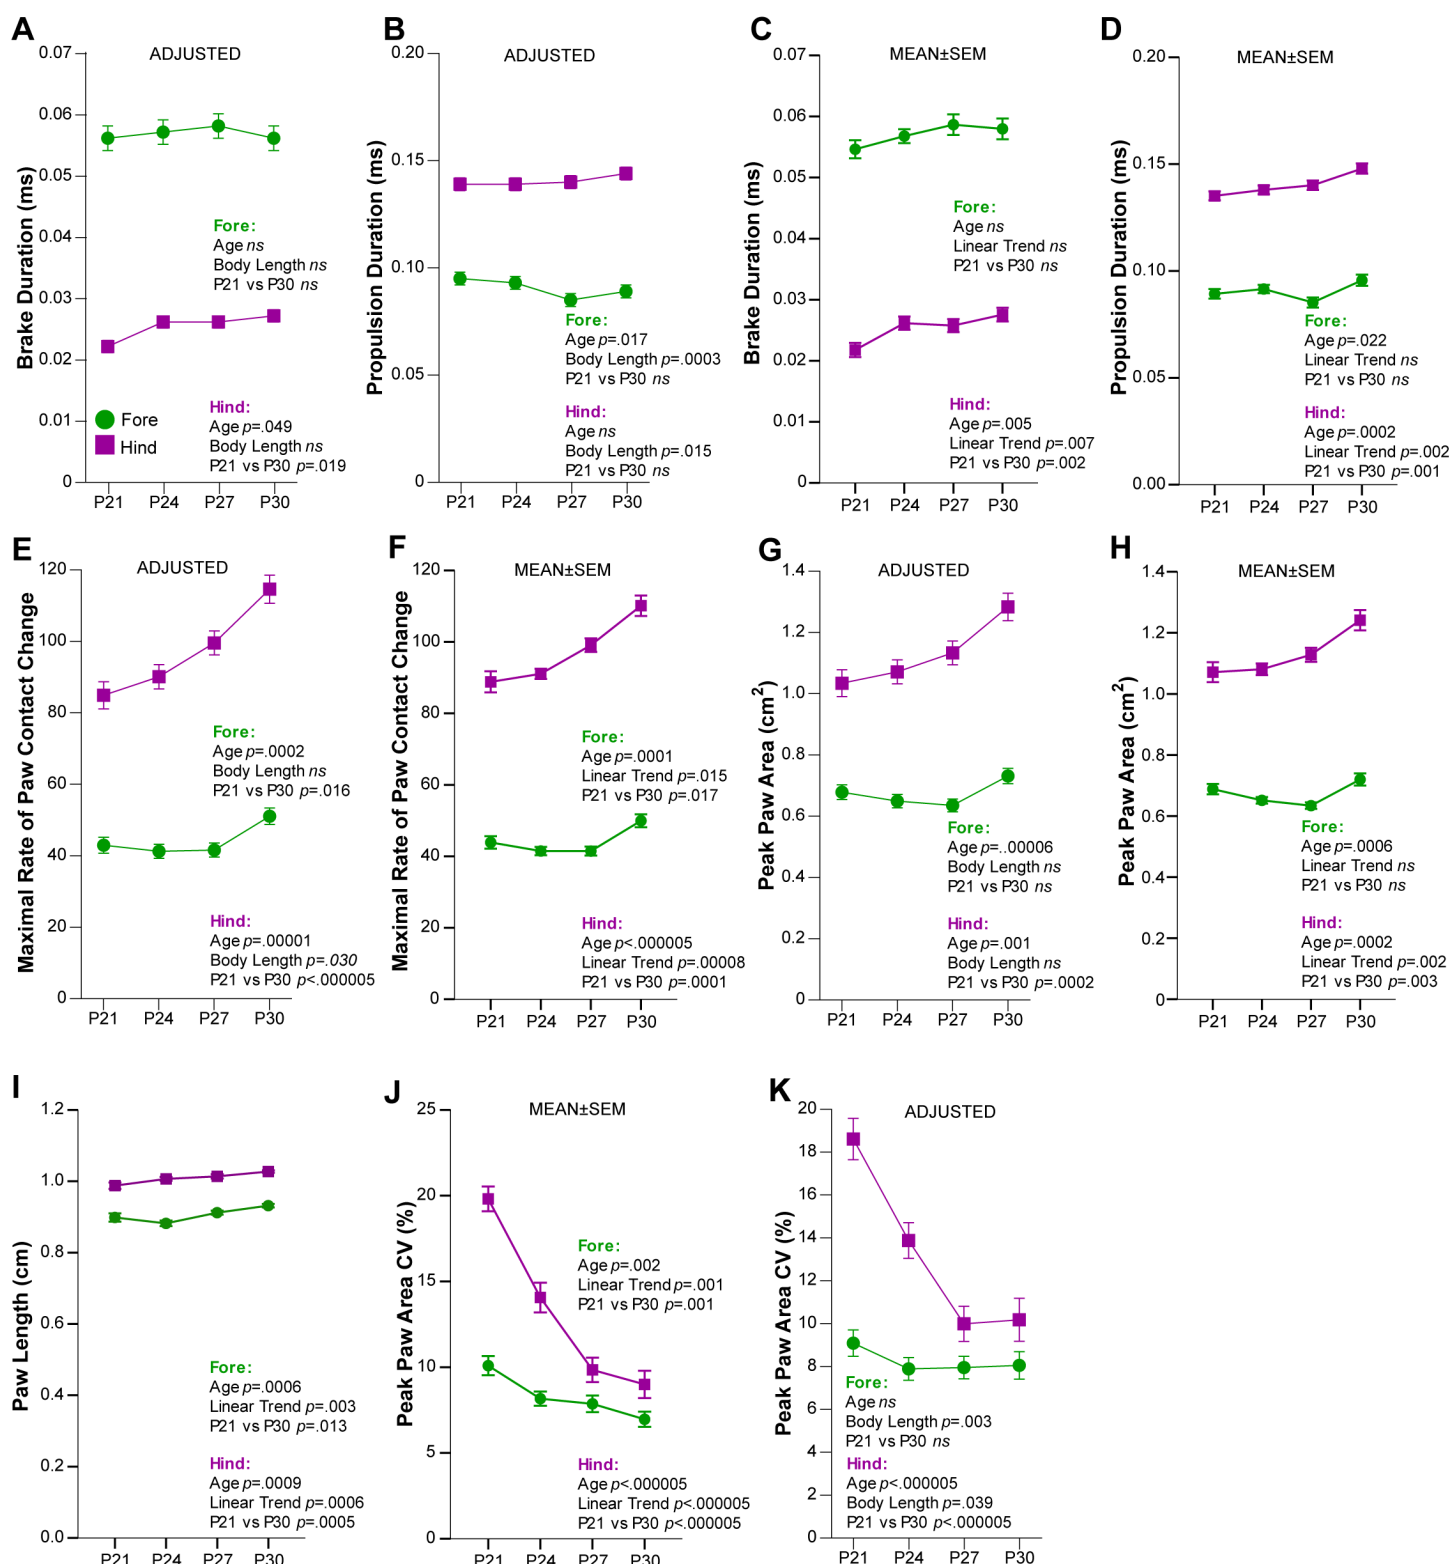 A
ADJUSTED
Brake Duration (ms)
0.07
0.06
0.05
0.04
0.03
0.02
0.01
0
P21 P24 P27 P30
Fore:
Age ns
Body Length ns
P21 vs P30 ns
Fore
Hind
Hind:
Age p=.049
Body Length ns
P21 vs P30 p=.019
B
ADJUSTED
Propulsion Duration (ms)
0.20
0.15
0.10
0.05
0
P21 P24 P27 P30
Fore:
Age p=.017
Body Length p=.0003
P21 vs P30 ns
Hind:
Age ns
Body Length p=.015
P21 vs P30 ns
C
MEAN±SEM
Brake Duration (ms)
0.07
0.06
0.05
0.04
0.03
0.02
0.01
0
P21 P24 P27 P30
Fore:
Age ns
Linear Trend ns
P21 vs P30 ns
Hind:
Age p=.005
Linear Trend p=.007
P21 vs P30 p=.002
D
MEAN±SEM
Propulsion Duration (ms)
0.20
0.15
0.10
0.05
0.00
P21 P24 P27 P30
Fore:
Age p=.022
Linear Trend ns
P21 vs P30 ns
Hind:
Age p=.0002
Linear Trend p=.002
P21 vs P30 p=.001
E
ADJUSTED
Maximal Rate of Paw Contact Change
120
100
80
60
40
20
0
P21 P24 P27 P30
Fore:
Age p=.0002
Body Length ns
P21 vs P30 p=.016
Hind:
Age p=.00001
Body Length p=.030
P21 vs P30 p<.000005
F
MEAN±SEM
Maximal Rate of Paw Contact Change
120
100
80
60
40
20
0
P21 P24 P27 P30
Fore:
Age p=.0001
Linear Trend p=.015
P21 vs P30 p=.017
Hind:
Age p<.000005
Linear Trend p=.00008
P21 vs P30 p=.0001
G
ADJUSTED
Peak Paw Area (cm²)
1.4
1.2
1.0
0.8
0.6
0.4
0.2
0
P21 P24 P27 P30
Fore:
Age p=..00006
Body Length ns
P21 vs P30 ns
Hind:
Age p=.001
Body Length ns
P21 vs P30 p=.0002
H
MEAN±SEM
Peak Paw Area (cm²)
1.4
1.2
1.0
0.8
0.6
0.4
0.2
0
P21 P24 P27 P30
Fore:
Age p=.0006
Linear Trend ns
P21 vs P30 ns
Hind:
Age p=.0002
Linear Trend p=.002
P21 vs P30 p=.003
I
Paw Length (cm)
1.2
1.0
0.8
0.6
0.4
0.2
0.0
P21 P24 P27 P30
Fore:
Age p=.0006
Linear Trend p=.003
P21 vs P30 p=.013
Hind:
Age p=.0009
Linear Trend p=.0006
P21 vs P30 p=.0005
J
MEAN±SEM
Peak Paw Area CV (%)
25
20
15
10
5
0
P21 P24 P27 P30
Fore:
Age p=.002
Linear Trend p=.001
P21 vs P30 p=.001
Hind:
Age p<.000005
Linear Trend p<.000005
P21 vs P30 p<.000005
K
ADJUSTED
Peak Paw Area CV (%)
20
18
16
14
12
10
8
6
4
2
0
P21 P24 P27 P30
Fore:
Age ns
Body Length p=.003
P21 vs P30 ns
Hind:
Age p<.000005
Body Length p=.039
P21 vs P30 p<.000005